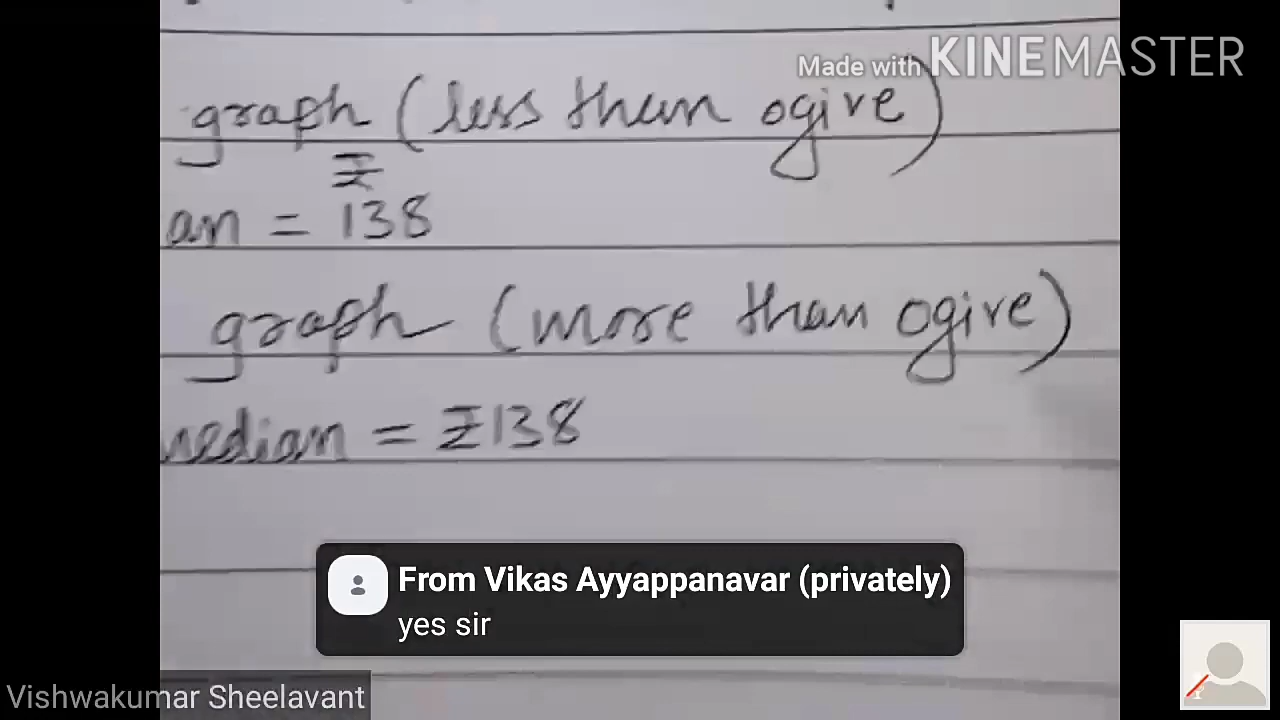 Made with KINEMASTER
graph (less than ogive)
₹
an = 138
graph (more than ogive)
median = ₹138
From Vikas Ayyappanavar (privately)
yes sir
Vishwakumar Sheelavant